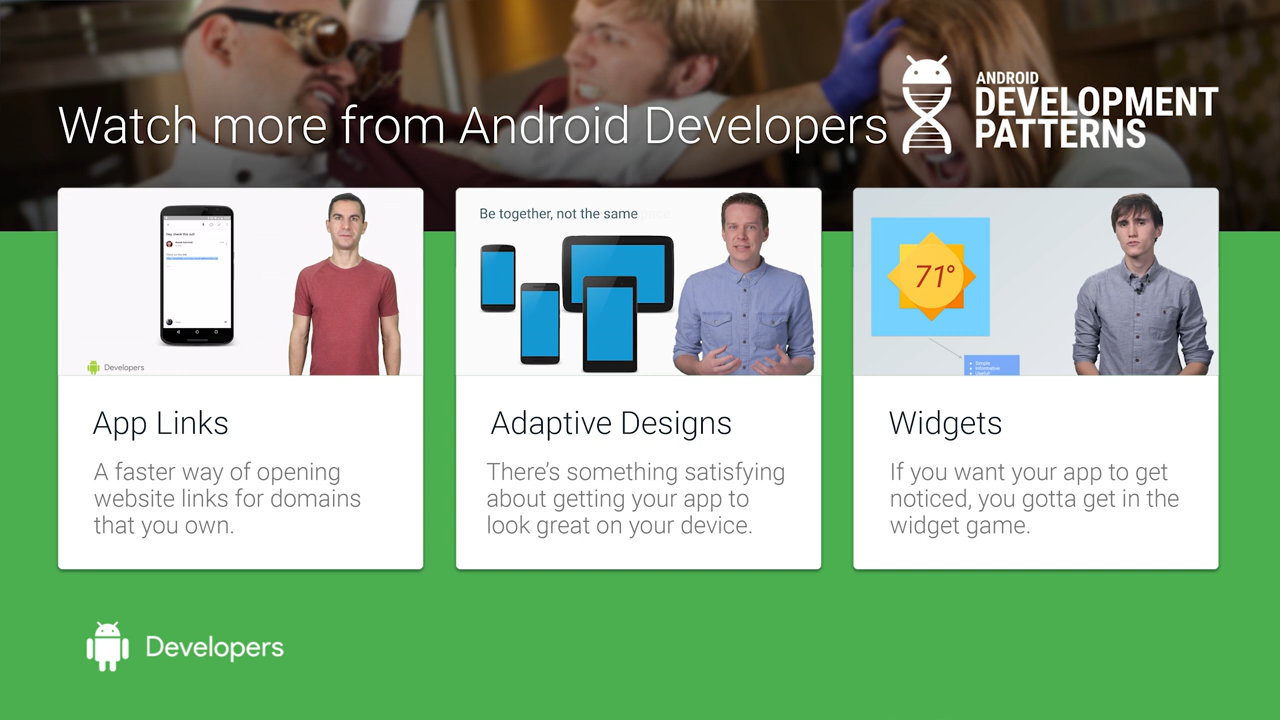 Watch more from Android Developers
ANDROID
DEVELOPMENT
PATTERNS
Developers
App Links
A faster way of opening
website links for domains
that you own.
Be together, not the same
Adaptive Designs
There's something satisfying
about getting your app to
look great on your device.
71°
Simple
Informative
Useful!
Widgets
If you want your app to get
noticed, you gotta get in the
widget game.
Developers